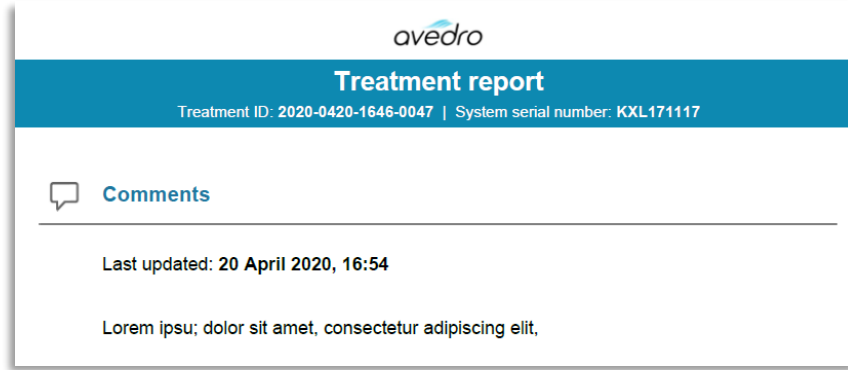 avedro
Treatment report
Treatment ID: 2020-0420-1646-0047 | System serial number: KXL171117
Comments
Last updated: 20 April 2020, 16:54
Lorem ipsu; dolor sit amet, consectetur adipiscing elit,